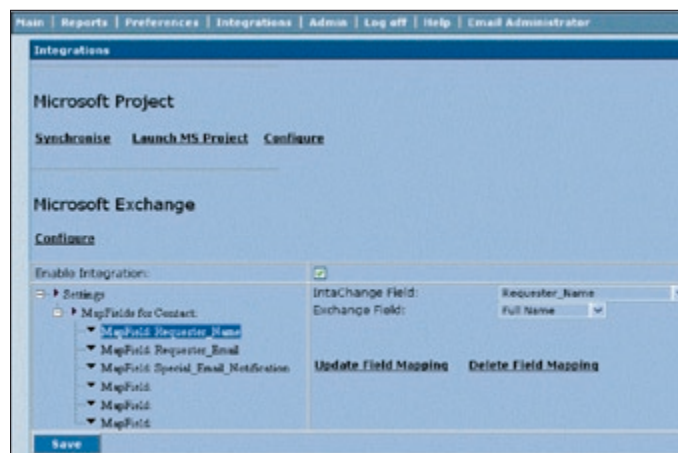 Main | Reports | Preferences | Integrations | Admin | Log off | Help | Email Administrator
Integrations
Microsoft Project
Synchronise Launch MS Project Configure
Microsoft Exchange
Configure
Enable Integration:
Settings
MapFields for Contact:
MapField: Requester_Name
MapField: Requester_Email
MapField: Special_Email_Notification
MapField:
MapField:
MapField:
IntaChange Field: Requester_Name
Exchange Field: Full Name
Update Field Mapping Delete Field Mapping
Save